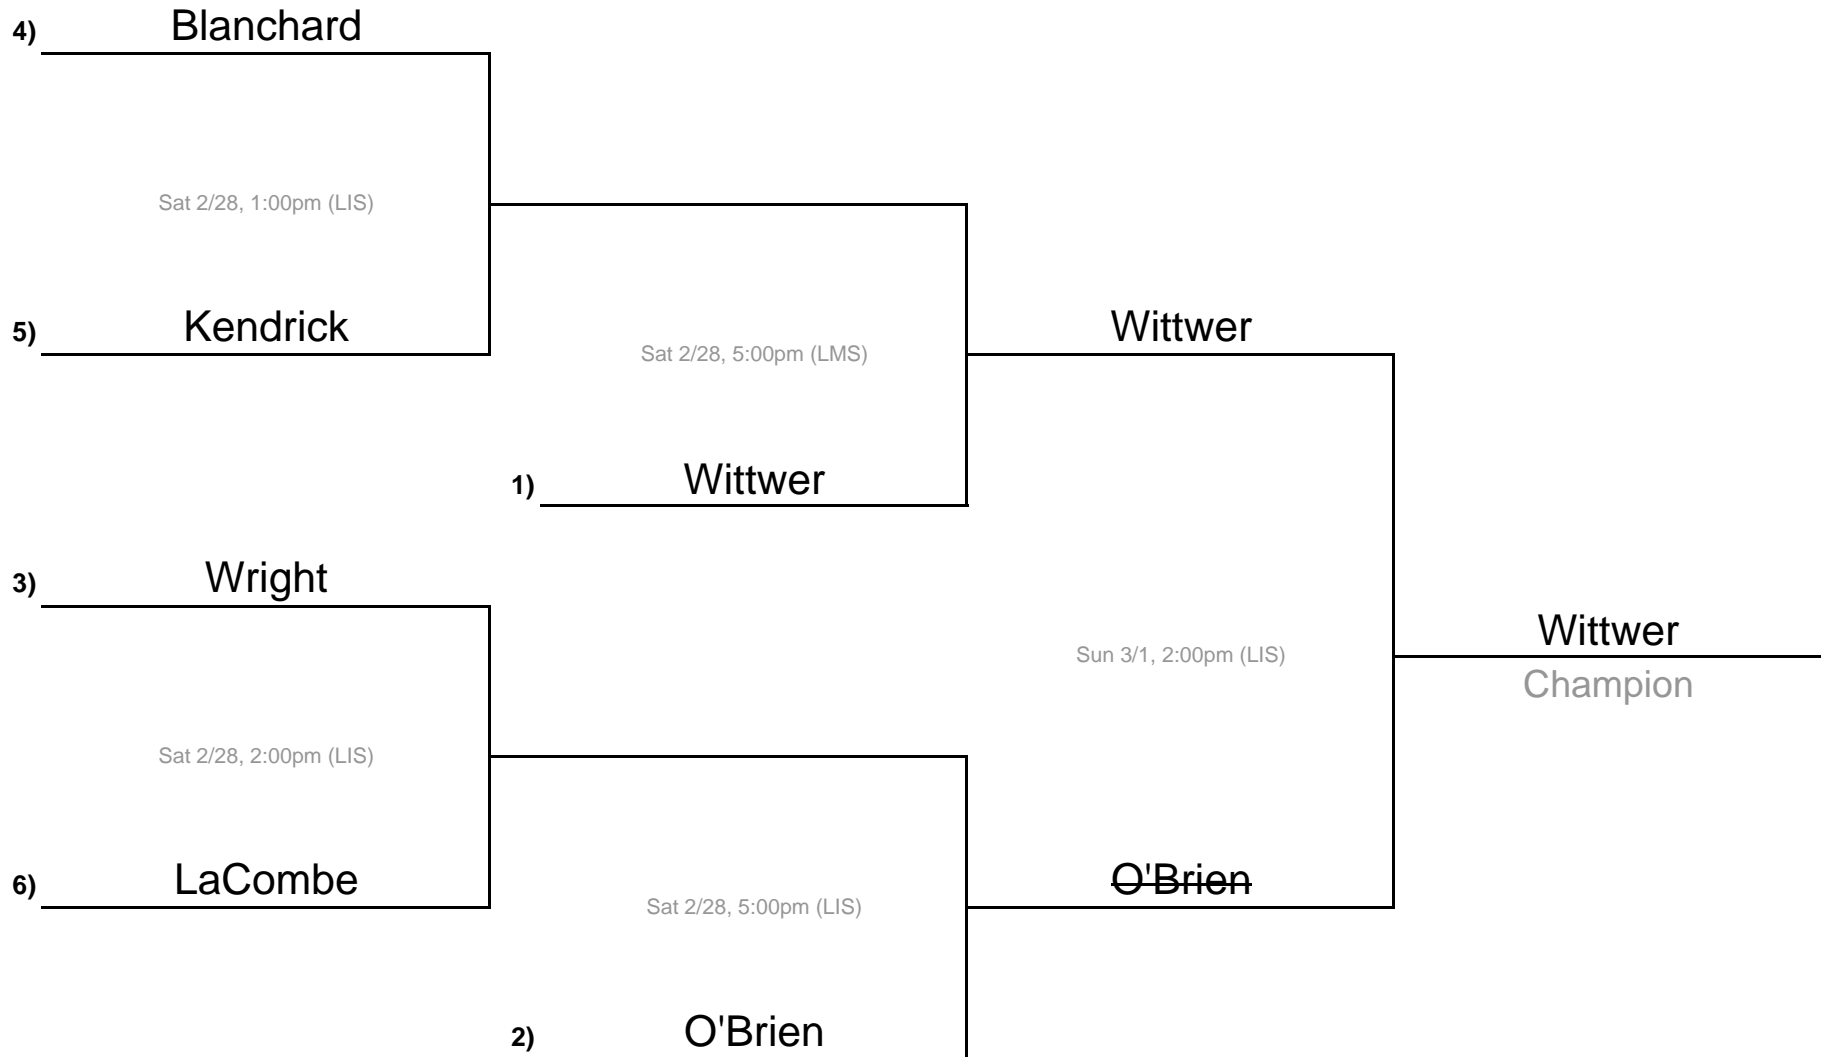 4) Blanchard
Sat 2/28, 1:00pm (LIS)
5) Kendrick
Sat 2/28, 5:00pm (LMS)
Wittwer
1) Wittwer
3) Wright
Sun 3/1, 2:00pm (LIS)
Wittwer
Champion
Sat 2/28, 2:00pm (LIS)
6) LaCombe
Sat 2/28, 5:00pm (LIS)
O'Brien
2) O'Brien